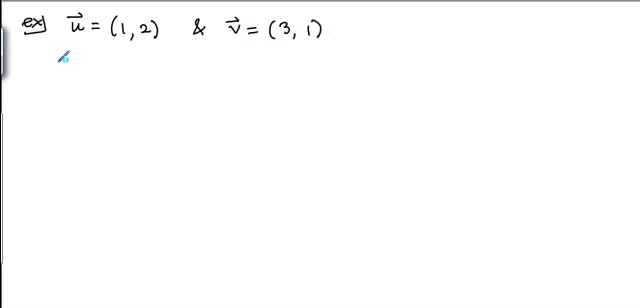 ex] u⃗ = (1, 2) & v⃗ = (3, 1)